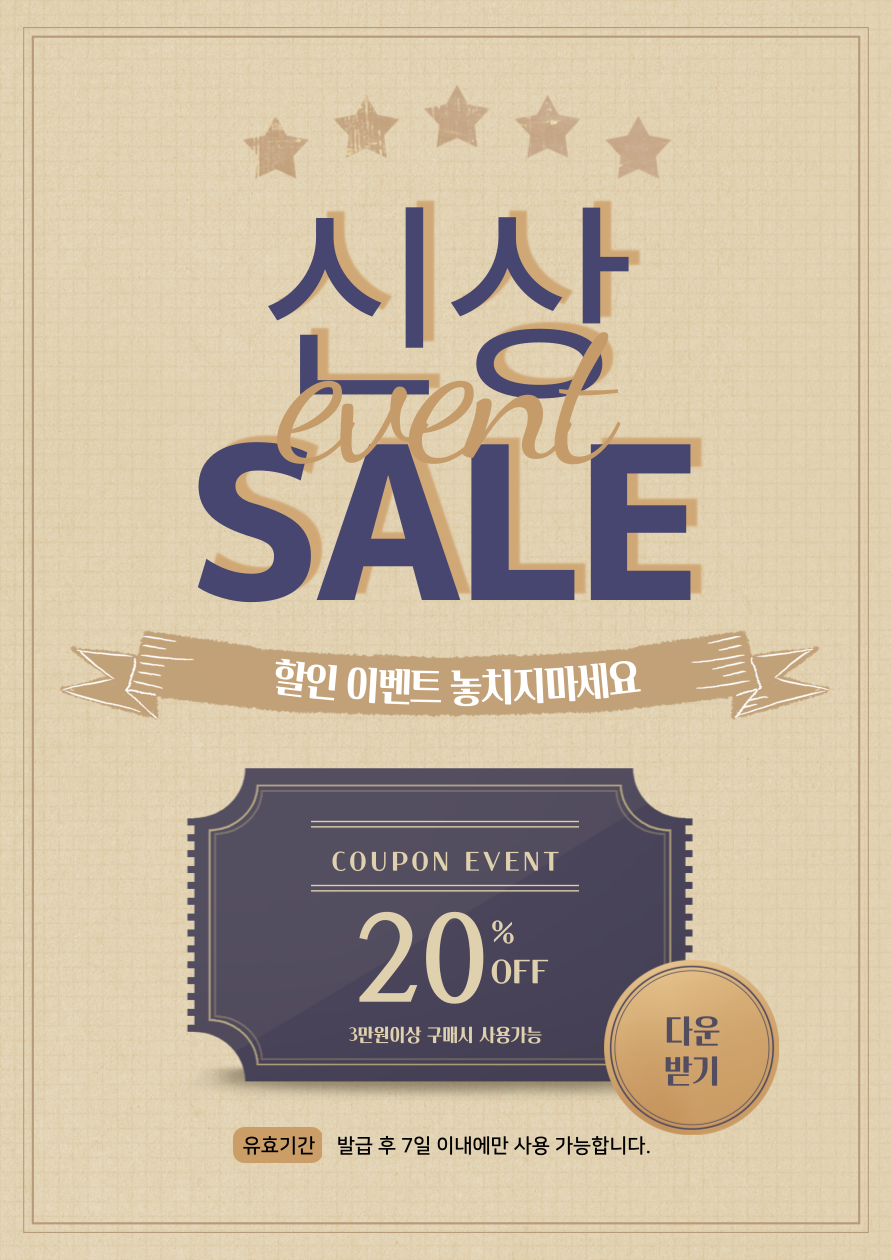 신상
event
SALE
할인 이벤트 놓치지마세요
COUPON EVENT
20%
OFF
3만원이상 구매시 사용가능
다운
받기
유효기간 발급 후 7일 이내에만 사용 가능합니다.